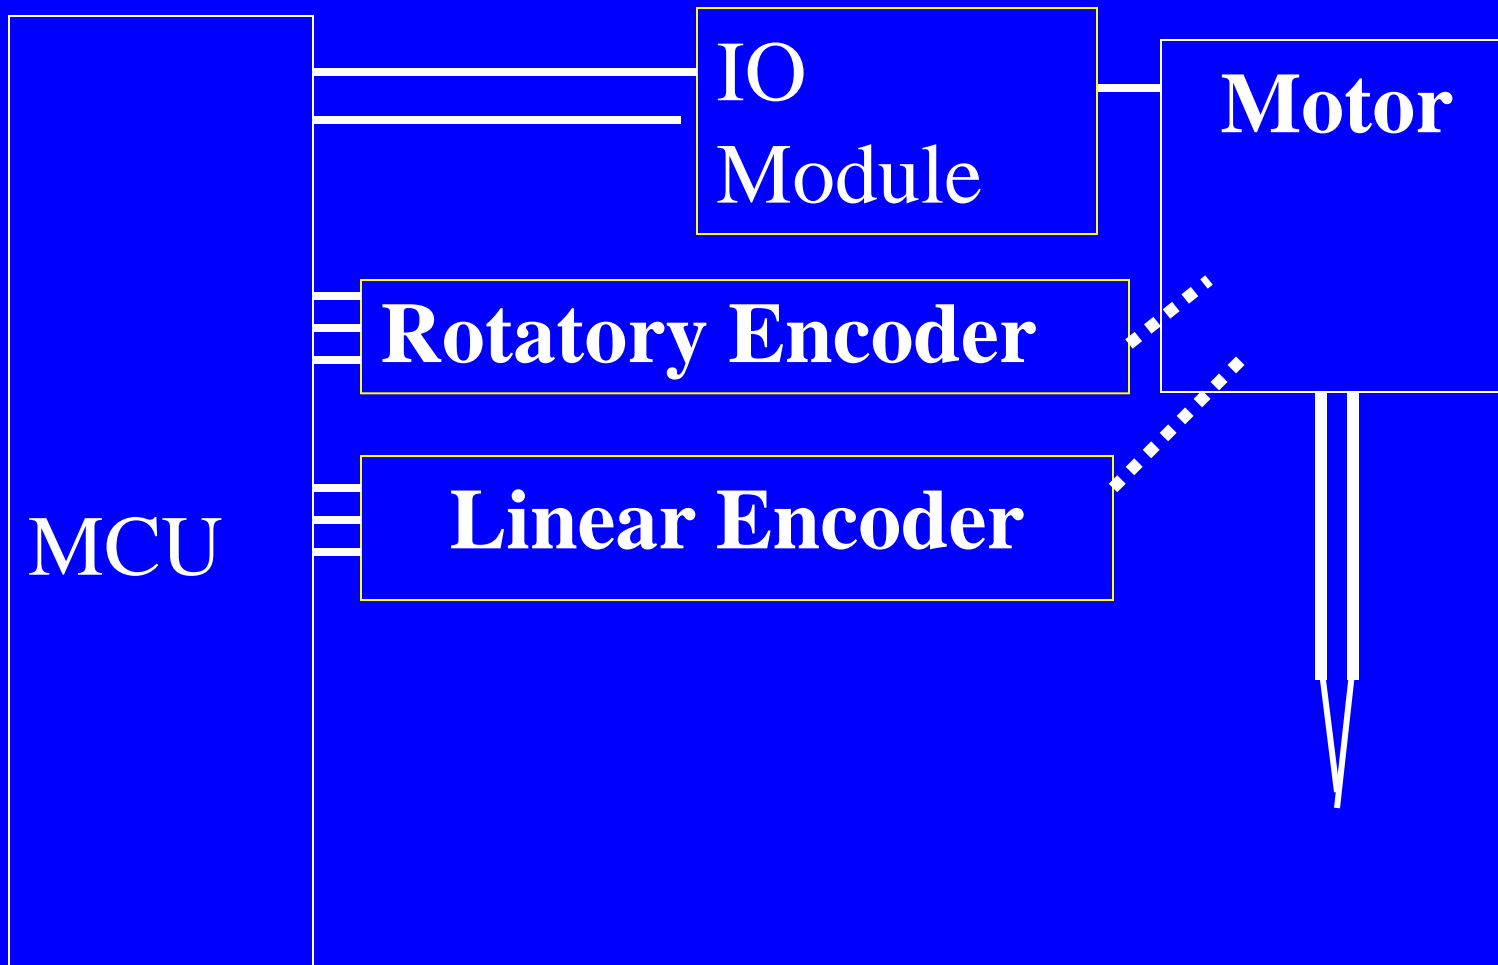 IO
Module
Motor
Rotatory Encoder
Linear Encoder
MCU